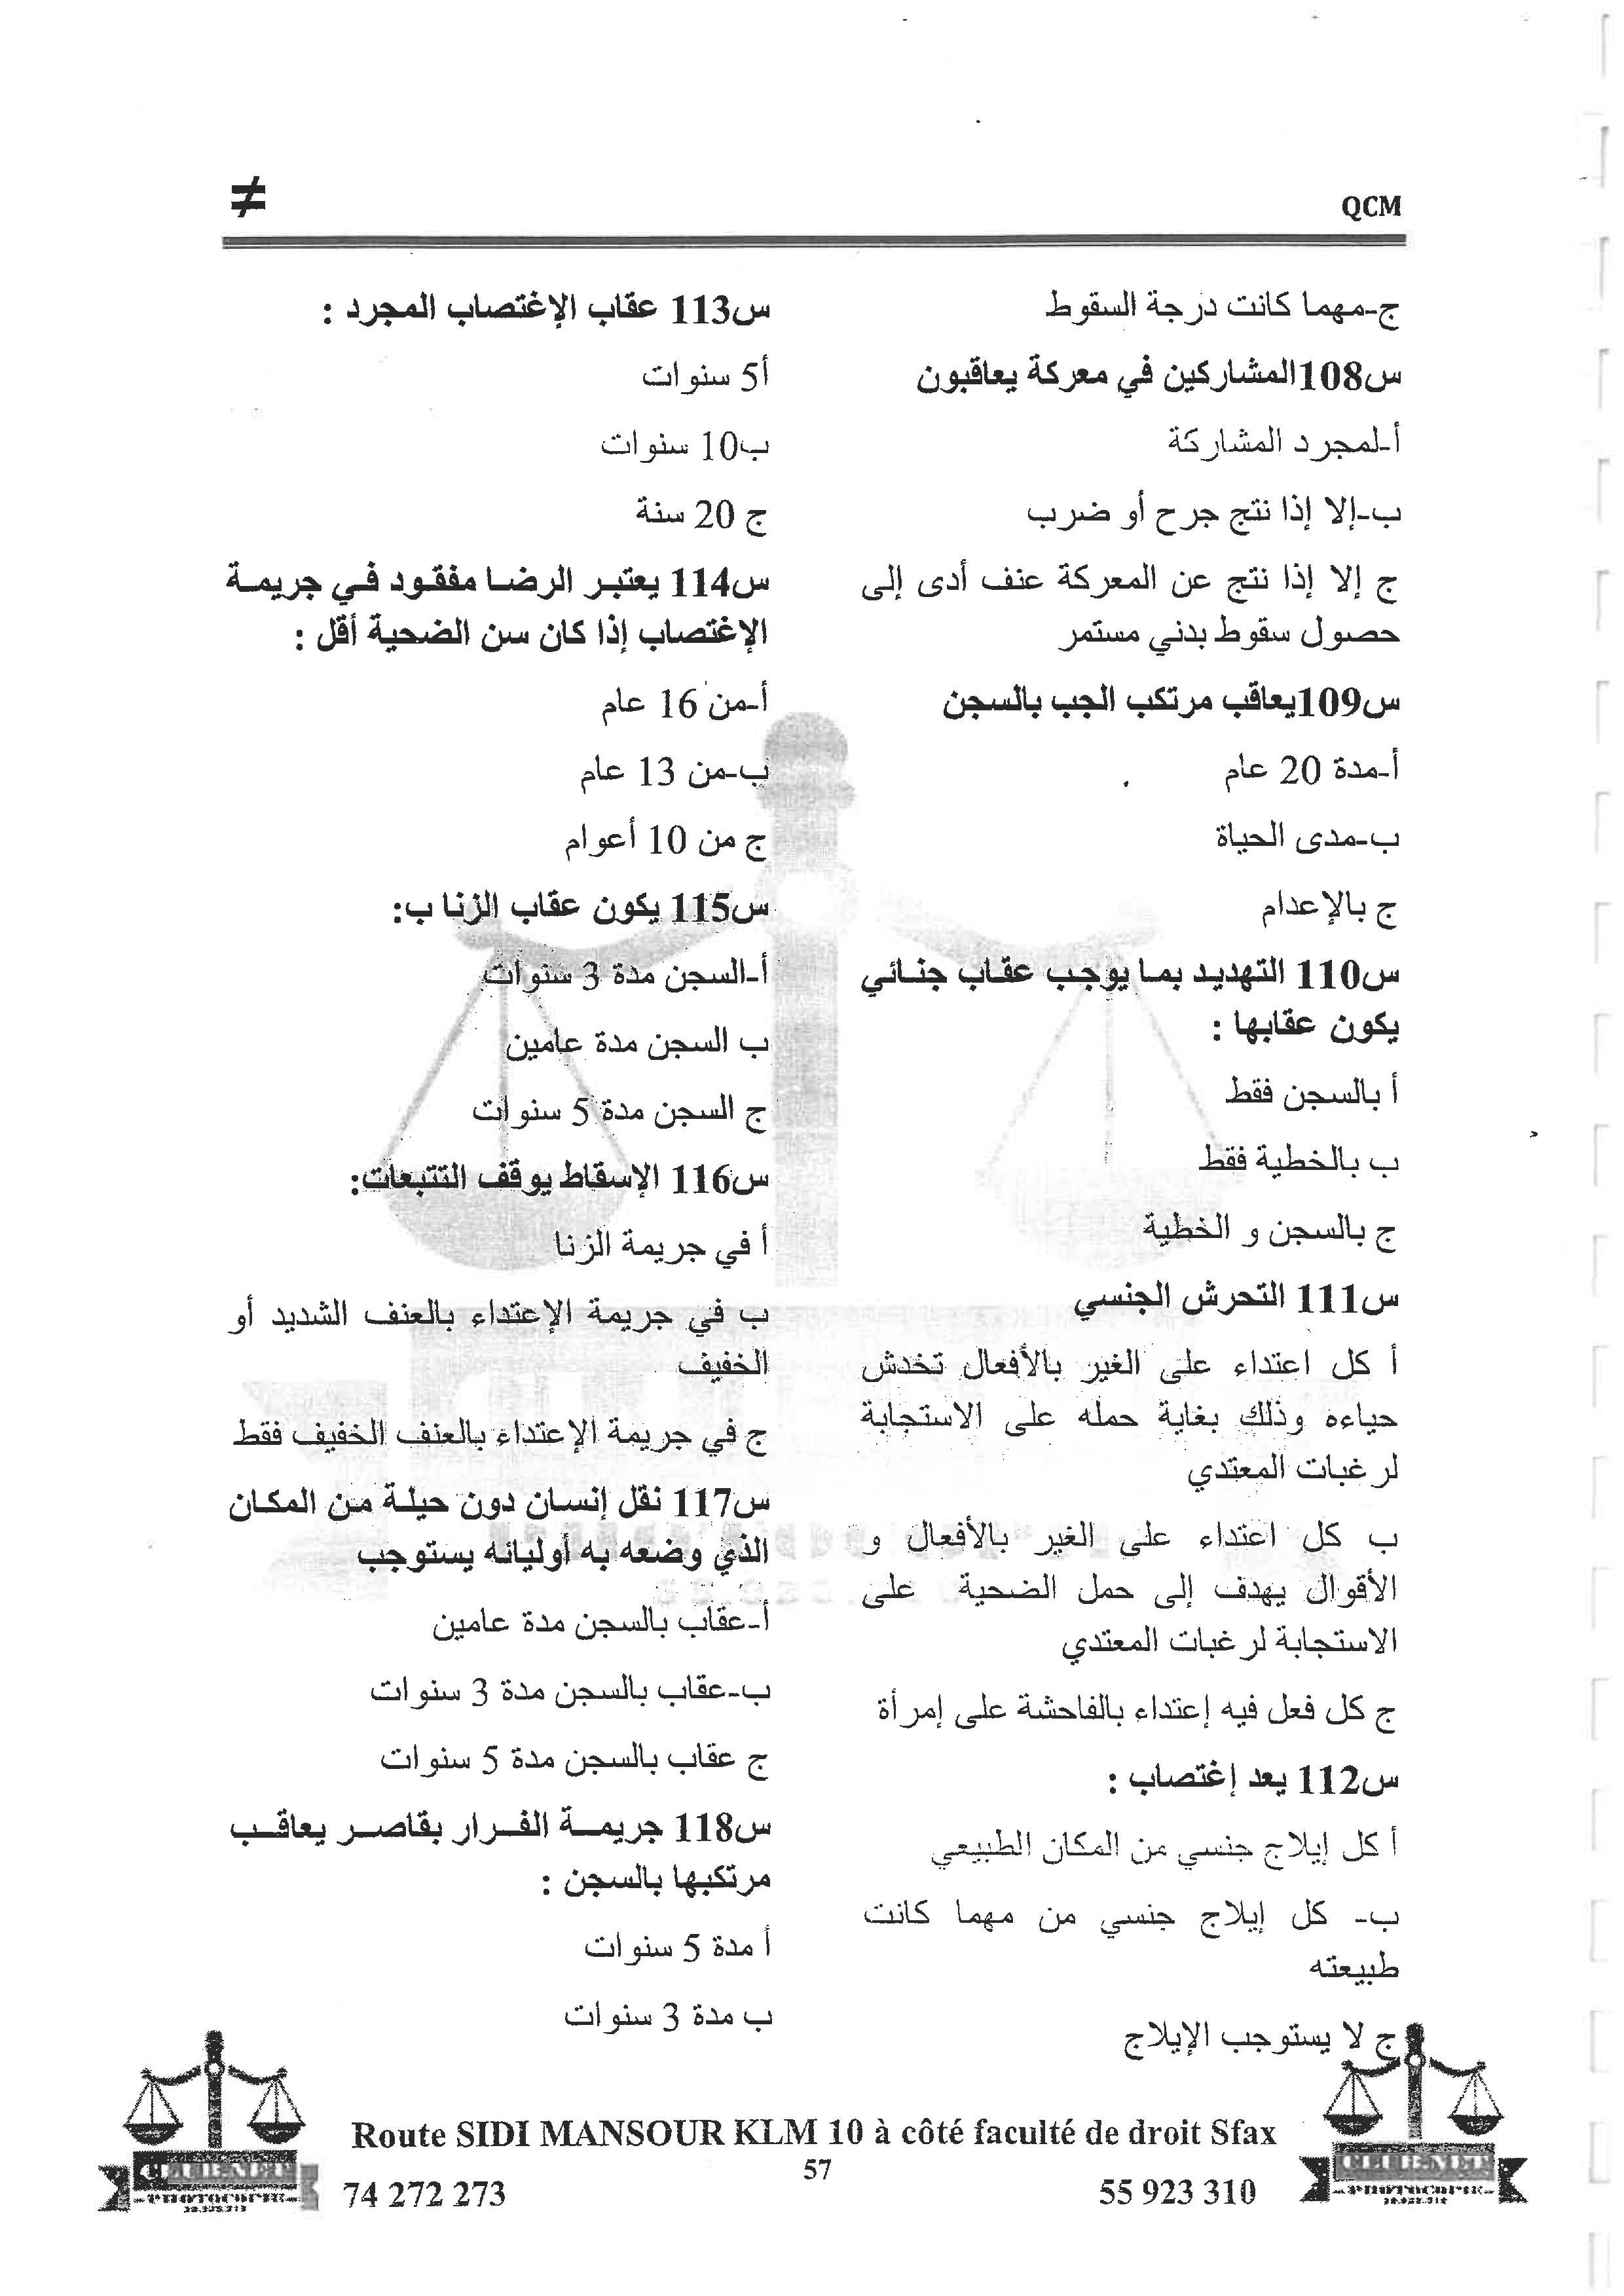 ≠
QCM
ج-مهما كانت درجة السقوط
س108المشاركين في معركة يعاقبون
أ-لمجرد المشاركة
ب-إلا إذا نتج جرح أو ضرب
ج إلا إذا نتج عن المعركة عنف أدى إلى
حصول سقوط بدني مستمر
س109يعاقب مرتكب الجب بالسجن
أ-مدة 20 عام
ب-مدى الحياة
ج بالإعدام
س110 التهديد بما يوجب عقاب جنائي
يكون عقابها :
أ بالسجن فقط
ب بالخطية فقط
ج بالسجن و الخطية
س111 التحرش الجنسي
أ كل اعتداء على الغير بالأفعال تخدش
حياءه وذلك بغاية حمله على الاستجابة
لرغبات المعتدي
ب كل اعتداء على الغير بالأفعال و
الأقوال يهدف إلى حمل الضحية على
الاستجابة لرغبات المعتدي
ج كل فعل فيه إعتداء بالفاحشة على إمرأة
س112 يعد إغتصاب :
أ كل إيلاج جنسي من المكان الطبيعي
ب- كل إيلاج جنسي من مهما كانت
طبيعته
ج لا يستوجب الإيلاج
س113 عقاب الإغتصاب المجرد :
أ5 سنوات
ب10 سنوات
ج 20 سنة
س114 يعتبر الرضا مفقود في جريمة
الإغتصاب إذا كان سن الضحية أقل :
أ-من 16 عام
ب-من 13 عام
ج من 10 أعوام
س115 يكون عقاب الزنا ب:
أ-السجن مدة 3 سنوات
ب السجن مدة عامين
ج السجن مدة 5 سنوات
س116 الإسقاط يوقف التتبعات:
أ في جريمة الزنا
ب في جريمة الإعتداء بالعنف الشديد أو
الخفيف
ج في جريمة الإعتداء بالعنف الخفيف فقط
س117 نقل إنسان دون حيلة من المكان
الذي وضعه به أوليائه يستوجب
أ-عقاب بالسجن مدة عامين
ب-عقاب بالسجن مدة 3 سنوات
ج عقاب بالسجن مدة 5 سنوات
س118 جريمة الفرار بقاصر يعاقب
مرتكبها بالسجن :
أ مدة 5 سنوات
ب مدة 3 سنوات
Route SIDI MANSOUR KLM 10 à côté faculté de droit Sfax
57
74 272 273
55 923 310
CLUB.NET
-PHOTOCOPIE-
CLUB.NET
-PHOTOCOPIE-